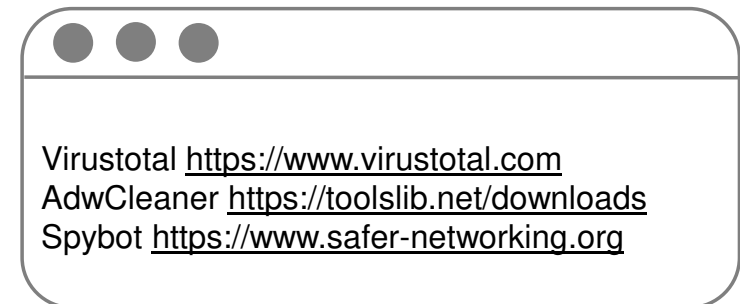 Virustotal https://www.virustotal.com
AdwCleaner https://toolslib.net/downloads
Spybot https://www.safer-networking.org